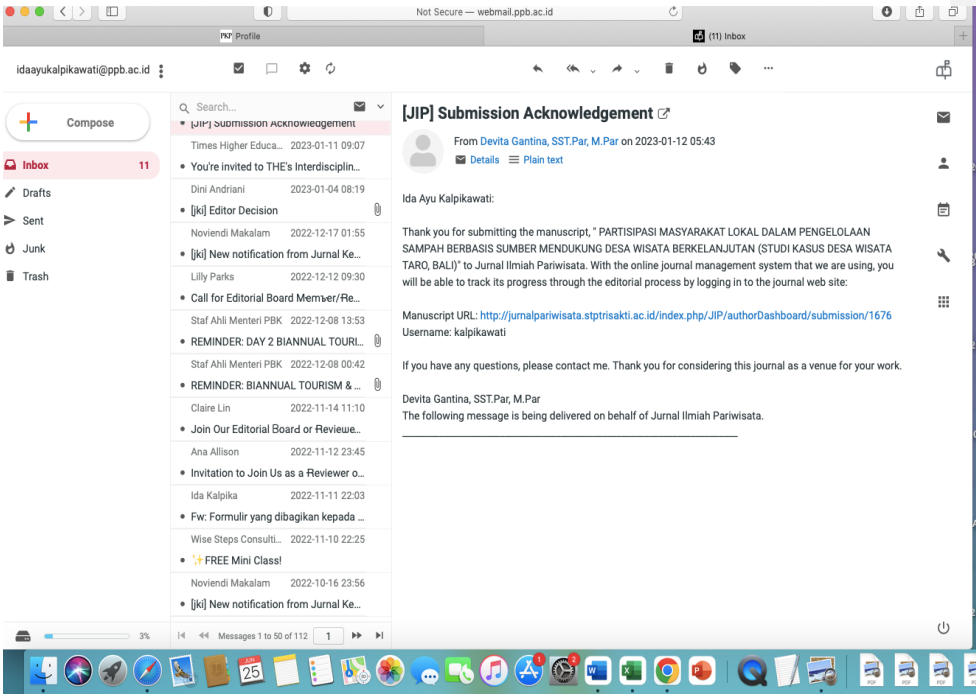 Not Secure — webmail.ppb.ac.id
PKP Profile
(11) Inbox
idaayukalpikawati@ppb.ac.id
Compose
Inbox 11
Drafts
Sent
Junk
Trash
3%
Search...
[JIP] Submission Acknowledgement
Times Higher Educa... 2023-01-11 09:07
You're invited to THE's Interdisciplin...
Dini Andriani 2023-01-04 08:19
[jki] Editor Decision
Noviendi Makalam 2022-12-17 01:55
[jki] New notification from Jurnal Ke...
Lilly Parks 2022-12-12 09:30
Call for Editorial Board Memвer/Re...
Staf Ahli Menteri PBK 2022-12-08 13:53
REMINDER: DAY 2 BIANNUAL TOURI...
Staf Ahli Menteri PBK 2022-12-08 00:42
REMINDER: BIANNUAL TOURISM & ...
Claire Lin 2022-11-14 11:10
Join Our Editorial Board or Reviewe...
Ana Allison 2022-11-12 23:45
Invitation to Join Us as a Reviewer o...
Ida Kalpika 2022-11-11 22:03
Fw: Formulir yang dibagikan kepada ...
Wise Steps Consulti... 2022-11-10 22:25
✨FREE Mini Class!
Noviendi Makalam 2022-10-16 23:56
[jki] New notification from Jurnal Ke...
Messages 1 to 50 of 112 1
[JIP] Submission Acknowledgement
From Devita Gantina, SST.Par, M.Par on 2023-01-12 05:43
Details Plain text
Ida Ayu Kalpikawati:
Thank you for submitting the manuscript, " PARTISIPASI MASYARAKAT LOKAL DALAM PENGELOLAAN
SAMPAH BERBASIS SUMBER MENDUKUNG DESA WISATA BERKELANJUTAN (STUDI KASUS DESA WISATA
TARO, BALI)" to Jurnal Ilmiah Pariwisata. With the online journal management system that we are using, you
will be able to track its progress through the editorial process by logging in to the journal web site:
Manuscript URL: http://jurnalpariwisata.stptrisakti.ac.id/index.php/JIP/authorDashboard/submission/1676
Username: kalpikawati
If you have any questions, please contact me. Thank you for considering this journal as a venue for your work.
Devita Gantina, SST.Par, M.Par
The following message is being delivered on behalf of Jurnal Ilmiah Pariwisata.
JUN
25
1
2